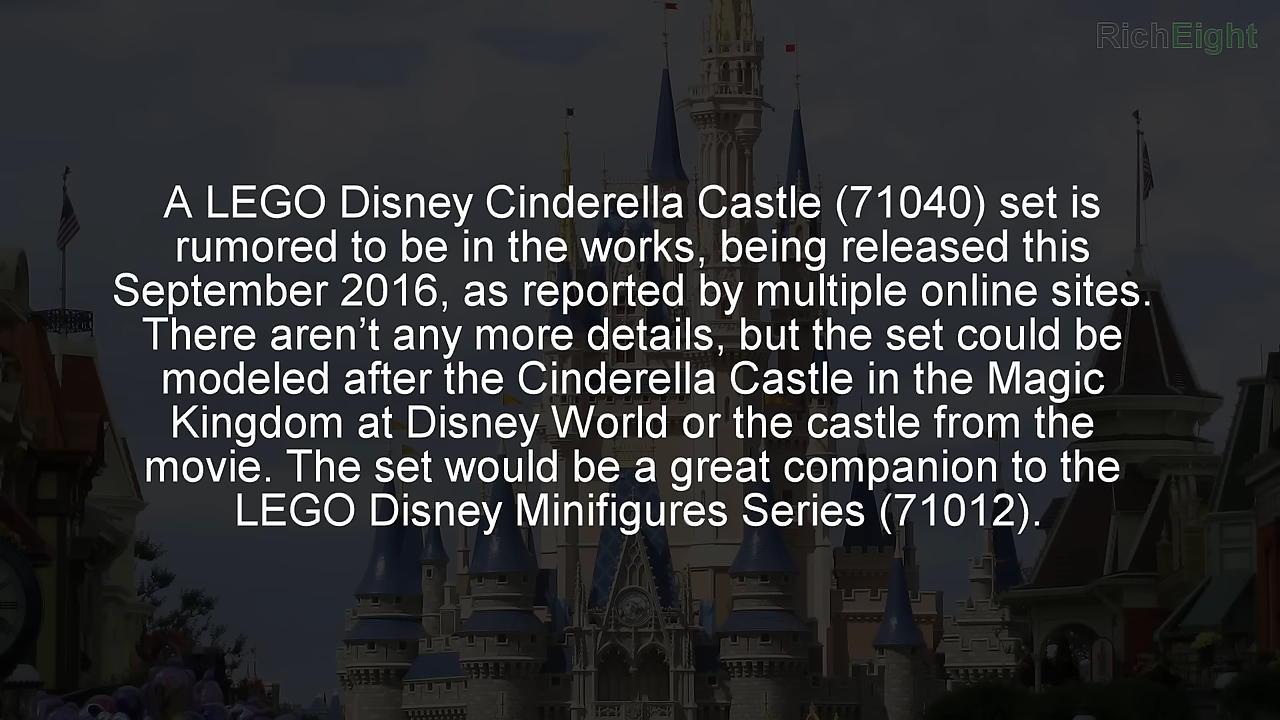 RichEight
A LEGO Disney Cinderella Castle (71040) set is
rumored to be in the works, being released this
September 2016, as reported by multiple online sites.
There aren’t any more details, but the set could be
modeled after the Cinderella Castle in the Magic
Kingdom at Disney World or the castle from the
movie. The set would be a great companion to the
LEGO Disney Minifigures Series (71012).